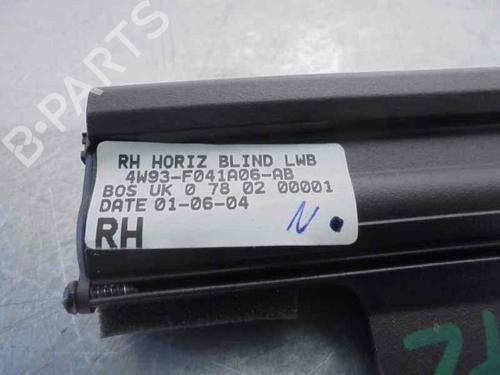 RH HORIZ BLIND LWB
4W93-F041A06-AB
BOS UK 0 78 02 00001
DATE 01-06-04
RH
N
B-Parts